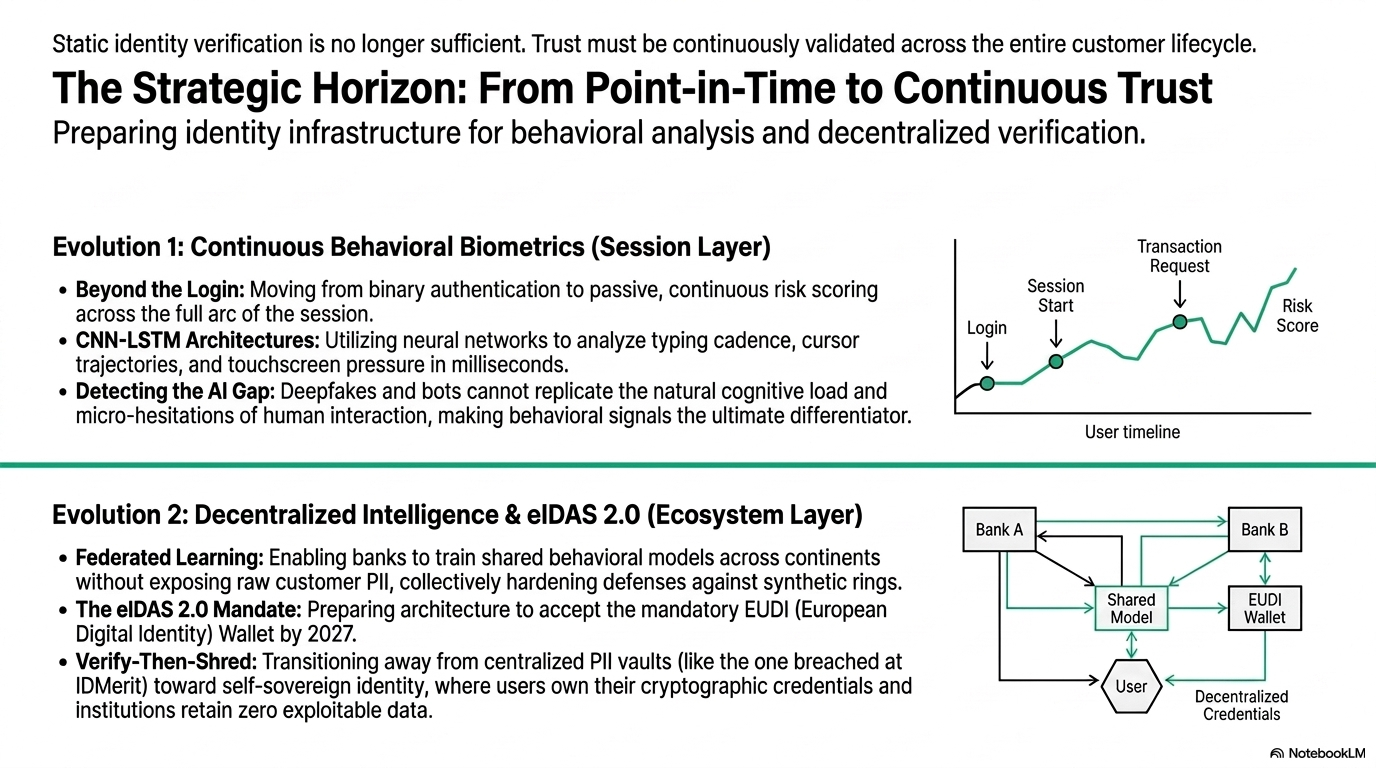 Static identity verification is no longer sufficient. Trust must be continuously validated across the entire customer lifecycle.
The Strategic Horizon: From Point-in-Time to Continuous Trust
Preparing identity infrastructure for behavioral analysis and decentralized verification.
Evolution 1: Continuous Behavioral Biometrics (Session Layer)
• Beyond the Login: Moving from binary authentication to passive, continuous risk scoring
across the full arc of the session.
• CNN-LSTM Architectures: Utilizing neural networks to analyze typing cadence, cursor
trajectories, and touchscreen pressure in milliseconds.
• Detecting the AI Gap: Deepfakes and bots cannot replicate the natural cognitive load and
micro-hesitations of human interaction, making behavioral signals the ultimate differentiator.
Login
Session
Start
Transaction
Request
Risk
Score
User timeline
Evolution 2: Decentralized Intelligence & eIDAS 2.0 (Ecosystem Layer)
• Federated Learning: Enabling banks to train shared behavioral models across continents
without exposing raw customer PII, collectively hardening defenses against synthetic rings.
• The eIDAS 2.0 Mandate: Preparing architecture to accept the mandatory EUDI (European
Digital Identity) Wallet by 2027.
• Verify-Then-Shred: Transitioning away from centralized PII vaults (like the one breached at
IDMerit) toward self-sovereign identity, where users own their cryptographic credentials and
institutions retain zero exploitable data.
Bank A
Bank B
Shared
Model
EUDI
Wallet
User
Decentralized
Credentials
NotebookLM